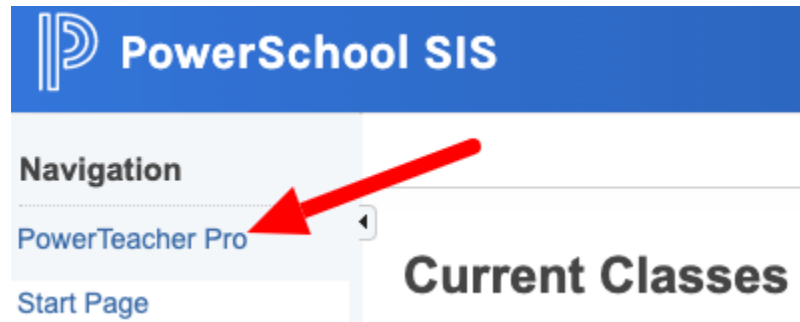 PowerSchool SIS
Navigation
PowerTeacher Pro
Current Classes
Start Page